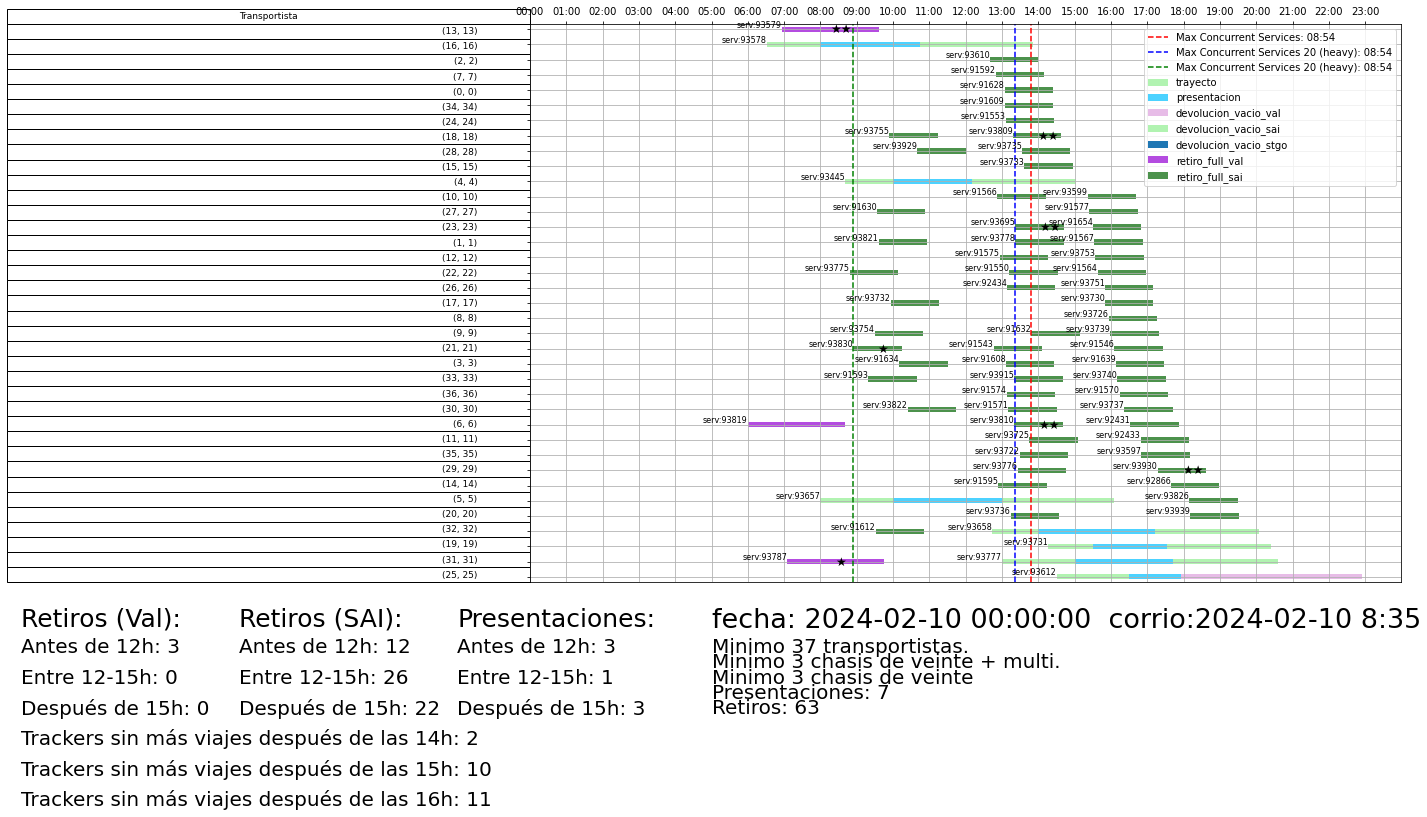 00:00 01:00 02:00 03:00 04:00 05:00 06:00 07:00 08:00 09:00 10:00 11:00 12:00 13:00 14:00 15:00 16:00 17:00 18:00 19:00 20:00 21:00 22:00 23:00
Transportista
(13, 13) serv:93579
(16, 16) serv:93578
(2, 2) serv:93610
(7, 7) serv:91592
(0, 0) serv:91628
(34, 34) serv:91609
(24, 24) serv:91553
(18, 18) serv:93755 serv:93809
(28, 28) serv:93929 serv:93735
(15, 15) serv:93733
(4, 4) serv:93445
(10, 10) serv:91566 serv:93599
(27, 27) serv:91630 serv:91577
(23, 23) serv:93695 serv:91654
(1, 1) serv:93821 serv:93778 serv:91567
(12, 12) serv:91575 serv:93753
(22, 22) serv:93775 serv:91550 serv:91564
(26, 26) serv:92434 serv:93751
(17, 17) serv:93732 serv:93730
(8, 8) serv:93726
(9, 9) serv:93754 serv:91632 serv:93739
(21, 21) serv:93830 serv:91543 serv:91546
(3, 3) serv:91634 serv:91608 serv:91639
(33, 33) serv:91593 serv:93915 serv:93740
(36, 36) serv:91574 serv:91570
(30, 30) serv:93822 serv:91571 serv:93737
(6, 6) serv:93819 serv:93810 serv:92431
(11, 11) serv:93725 serv:92433
(35, 35) serv:93722 serv:93597
(29, 29) serv:93776 serv:93930
(14, 14) serv:91595 serv:92866
(5, 5) serv:93657 serv:93826
(20, 20) serv:93736 serv:93939
(32, 32) serv:91612 serv:93658
(19, 19) serv:93731
(31, 31) serv:93787 serv:93777
(25, 25) serv:93612
Max Concurrent Services: 08:54
Max Concurrent Services 20 (heavy): 08:54
Max Concurrent Services 20 (heavy): 08:54
trayecto
presentacion
devolucion_vacio_val
devolucion_vacio_sai
devolucion_vacio_stgo
retiro_full_val
retiro_full_sai
Retiros (Val):
Antes de 12h: 3
Entre 12-15h: 0
Después de 15h: 0
Retiros (SAI):
Antes de 12h: 12
Entre 12-15h: 26
Después de 15h: 22
Presentaciones:
Antes de 12h: 3
Entre 12-15h: 1
Después de 15h: 3
Trackers sin más viajes después de las 14h: 2
Trackers sin más viajes después de las 15h: 10
Trackers sin más viajes después de las 16h: 11
fecha: 2024-02-10 00:00:00 corrio:2024-02-10 8:35
Minimo 37 transportistas.
Minimo 3 chasis de veinte + multi.
Minimo 3 chasis de veinte
Presentaciones: 7
Retiros: 63